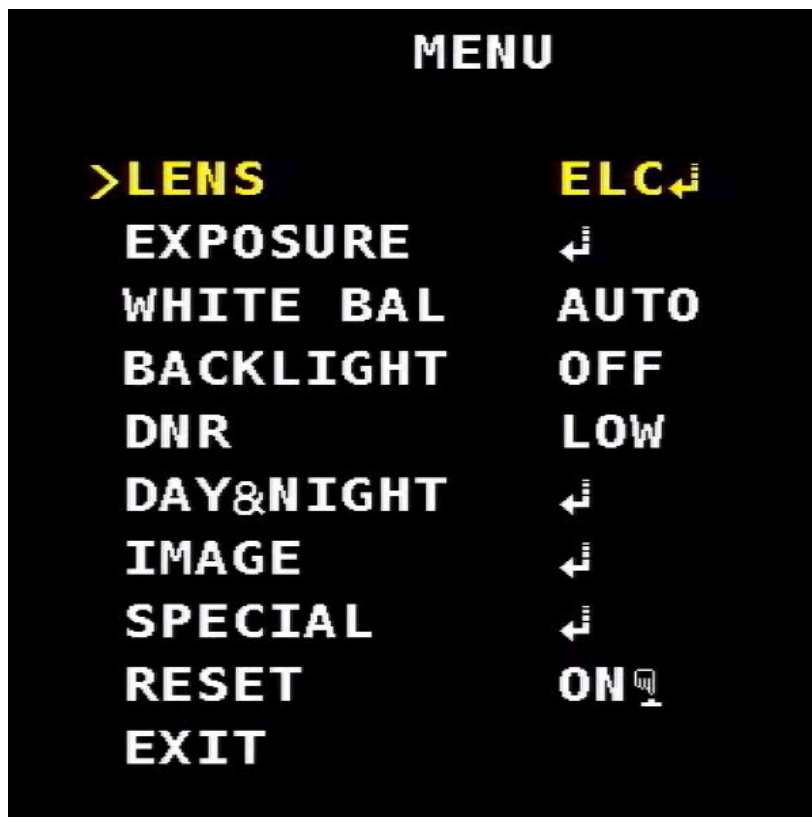 MENU
>LENS ELC↲
EXPOSURE ↲
WHITE BAL AUTO
BACKLIGHT OFF
DNR LOW
DAY&NIGHT ↲
IMAGE ↲
SPECIAL ↲
RESET ON
EXIT